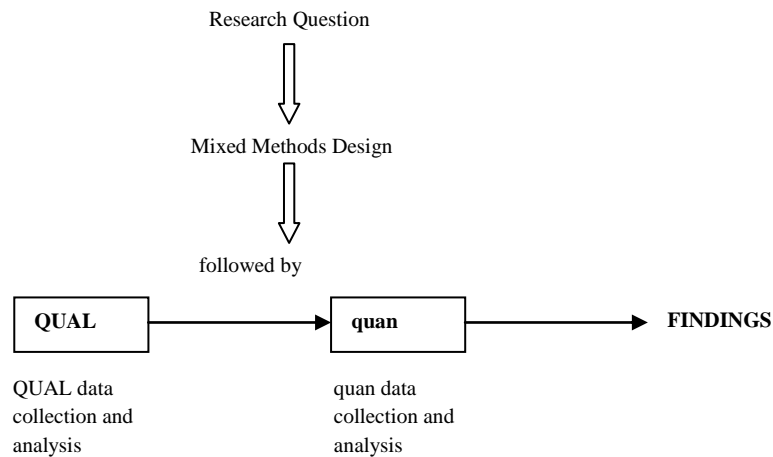 Research Question
Mixed Methods Design
followed by
QUAL
quan
FINDINGS
QUAL data
collection and
analysis
quan data
collection and
analysis